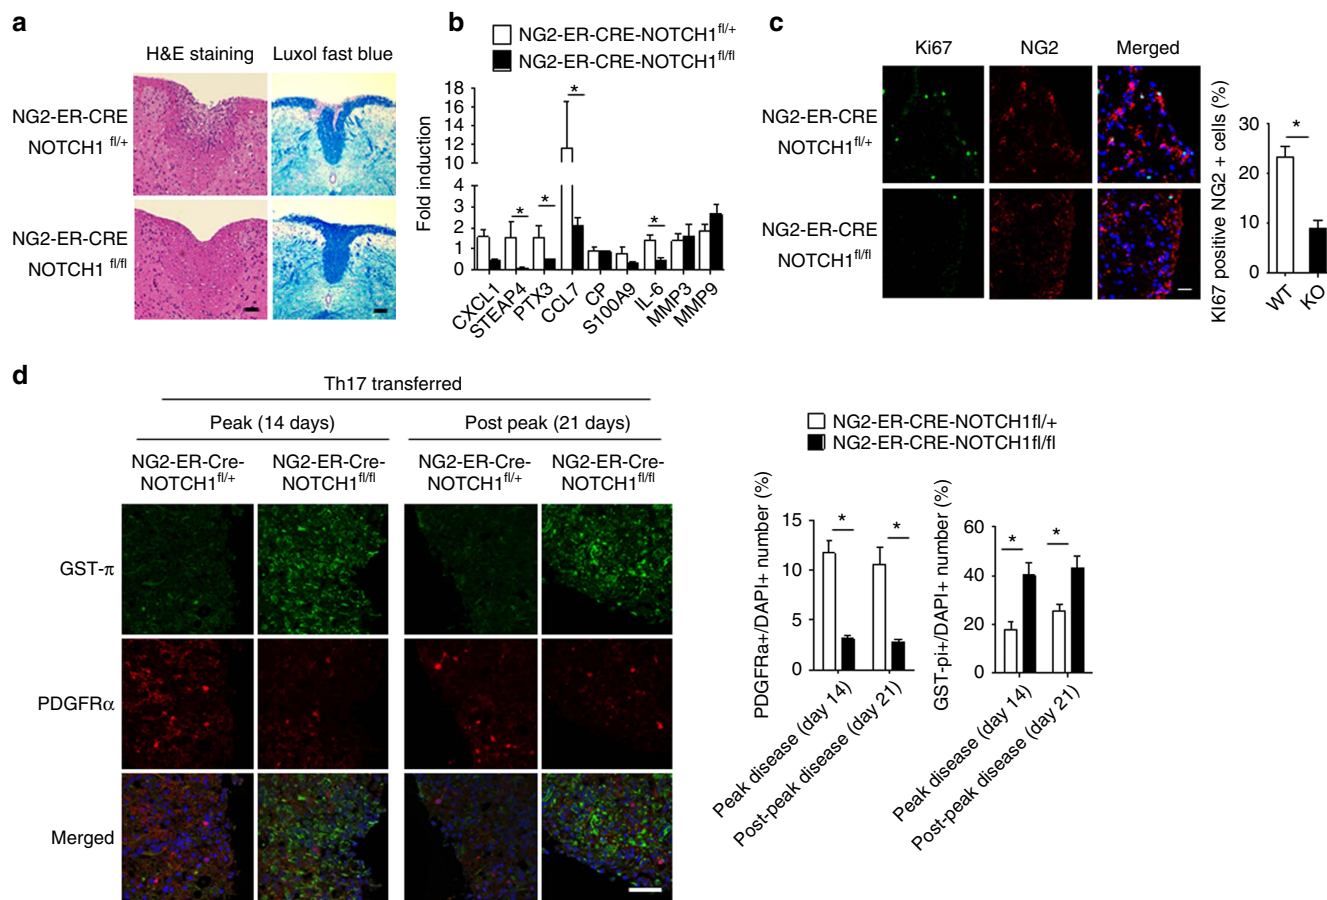 a
H&E staining
Luxol fast blue
NG2-ER-CRE
NOTCH1 fl/+
NG2-ER-CRE
NOTCH1 fl/fl
b
NG2-ER-CRE-NOTCH1fl/+
NG2-ER-CRE-NOTCH1fl/fl
Fold induction
18
16
14
12
10
4
3
2
1
0
*
*
*
*
CXCL1
STEAP4
PTX3
CCL7
CP
S100A9
IL-6
MMP3
MMP9
c
Ki67
NG2
Merged
NG2-ER-CRE
NOTCH1fl/+
NG2-ER-CRE
NOTCH1fl/fl
KI67 positive NG2 + cells (%)
30
20
10
0
*
WT
KO
d
Th17 transferred
Peak (14 days)
Post peak (21 days)
NG2-ER-Cre-
NOTCH1fl/+
NG2-ER-Cre-
NOTCH1fl/fl
NG2-ER-Cre-
NOTCH1fl/+
NG2-ER-Cre-
NOTCH1fl/fl
GST-π
PDGFRα
Merged
NG2-ER-CRE-NOTCH1fl/+
NG2-ER-CRE-NOTCH1fl/fl
PDGFRa+/DAPI+ number (%)
15
10
5
0
*
*
Peak disease (day 14)
Post-peak disease (day 21)
GST-pi+/DAPI+ number (%)
60
40
20
0
*
*
Peak disease (day 14)
Post-peak disease (day 21)